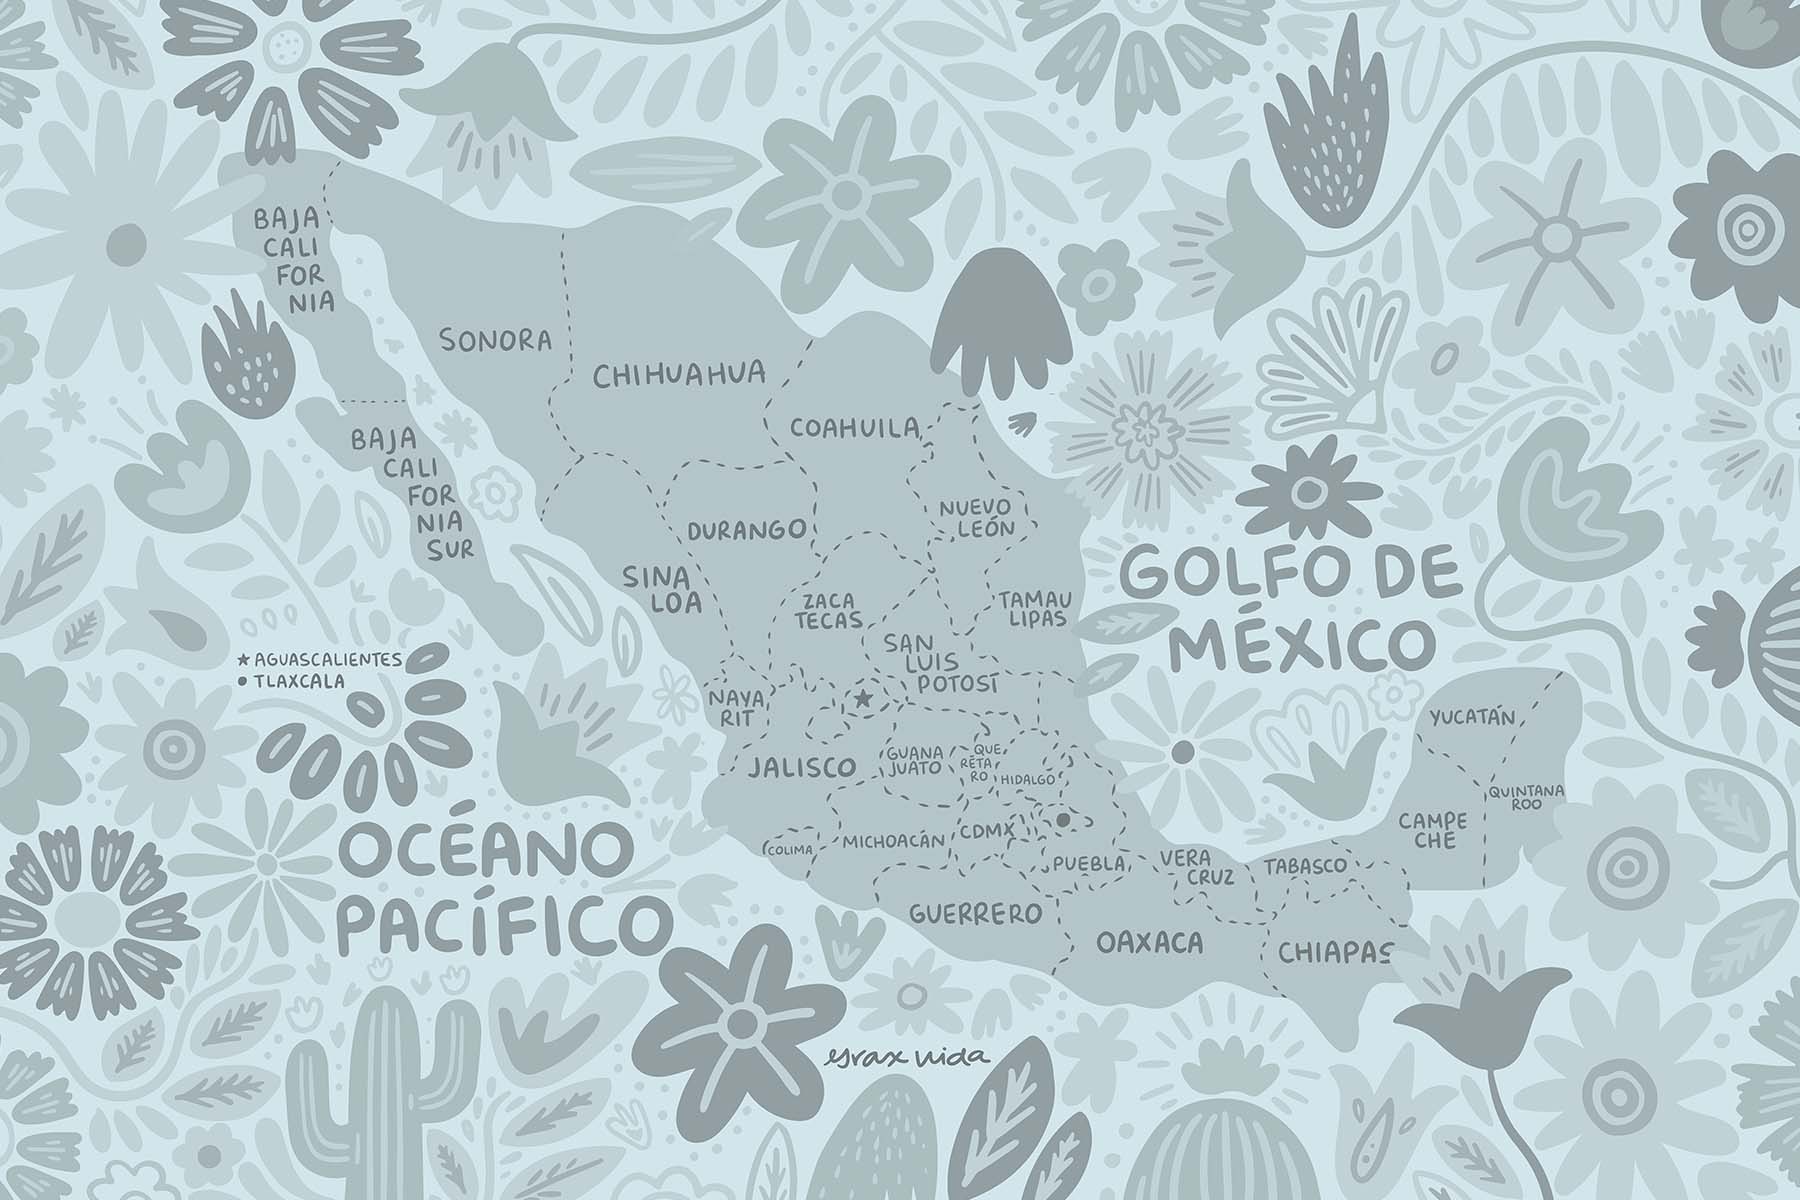 BAJA
CALI
FOR
NIA
SONORA
CHIHUAHUA
COAHUILA
BAJA
CALI
FOR
NIA
SUR
NUEVO
LEÓN
DURANGO
SINA
LOA
ZACA
TECAS
TAMAU
LIPAS
SAN
LUIS
POTOSÍ
GOLFO DE
MÉXICO
★ AGUASCALIENTES
● TLAXCALA
NAYA
RIT
JALISCO
GUANA
JUATO
QUE
RÉTA
RO
HIDALGO
YUCATÁN
QUINTANA
ROO
CAMPE
CHE
OCÉANO
PACÍFICO
COLIMA
MICHOACÁN
CDMX
PUEBLA
VERA
CRUZ
TABASCO
GUERRERO
OAXACA
CHIAPAS
grax vida